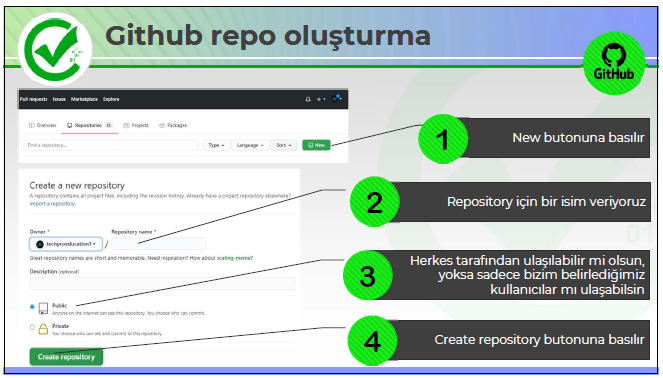 Github repo oluşturma
GitHub
Pull requests Issues Marketplace Explore
Overview Repositories 15 Projects Packages
Find a repository... Type Language Sort New
1
New butonuna basılır
Create a new repository
A repository contains all project files, including the revision history. Already have a project repository elsewhere?
Import a repository.
2
Repository için bir isim veriyoruz
Owner * Repository name *
techproeducation1 /
Great repository names are short and memorable. Need inspiration? How about scaling-meme?
Description (optional)
3
Herkes tarafından ulaşılabilir mi olsun,
yoksa sadece bizim belirlediğimiz
kullanıcılar mı ulaşabilsin
Public
Anyone on the internet can see this repository. You choose who can commit.
Private
You choose who can see and commit to this repository.
4
Create repository butonuna basılır
Create repository